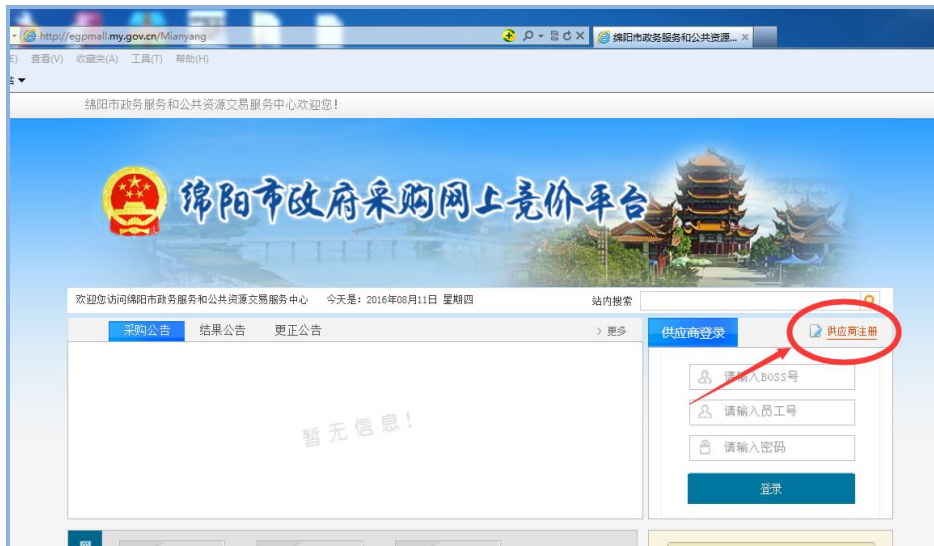 http://egpmall.my.gov.cn/Mianyang
绵阳市政务服务和公共资源...
查看(V) 收藏夹(A) 工具(T) 帮助(H)
绵阳市政务服务和公共资源交易服务中心欢迎您!
绵阳市政府采购网上竞价平台
欢迎您访问绵阳市政务服务和公共资源交易服务中心 今天是: 2016年08月11日 星期四 站内搜索
采购公告 结果公告 更正公告 > 更多
供应商登录 供应商注册
请输入BOSS号
请输入员工号
请输入密码
暂无信息!
登录